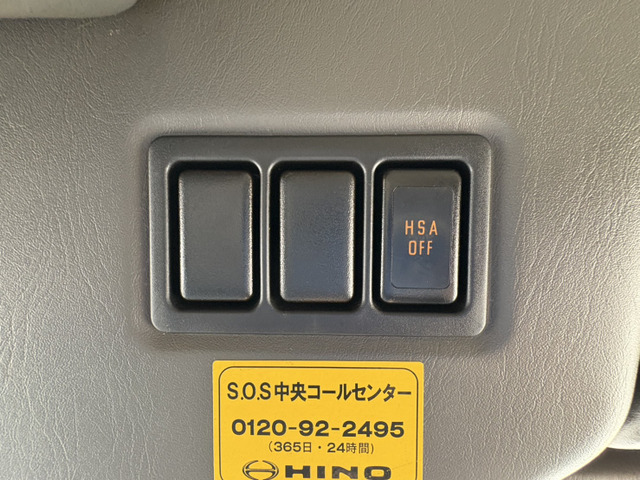 HSA
OFF
S.O.S中央コールセンター
0120-92-2495
(365日・24時間)
HINO